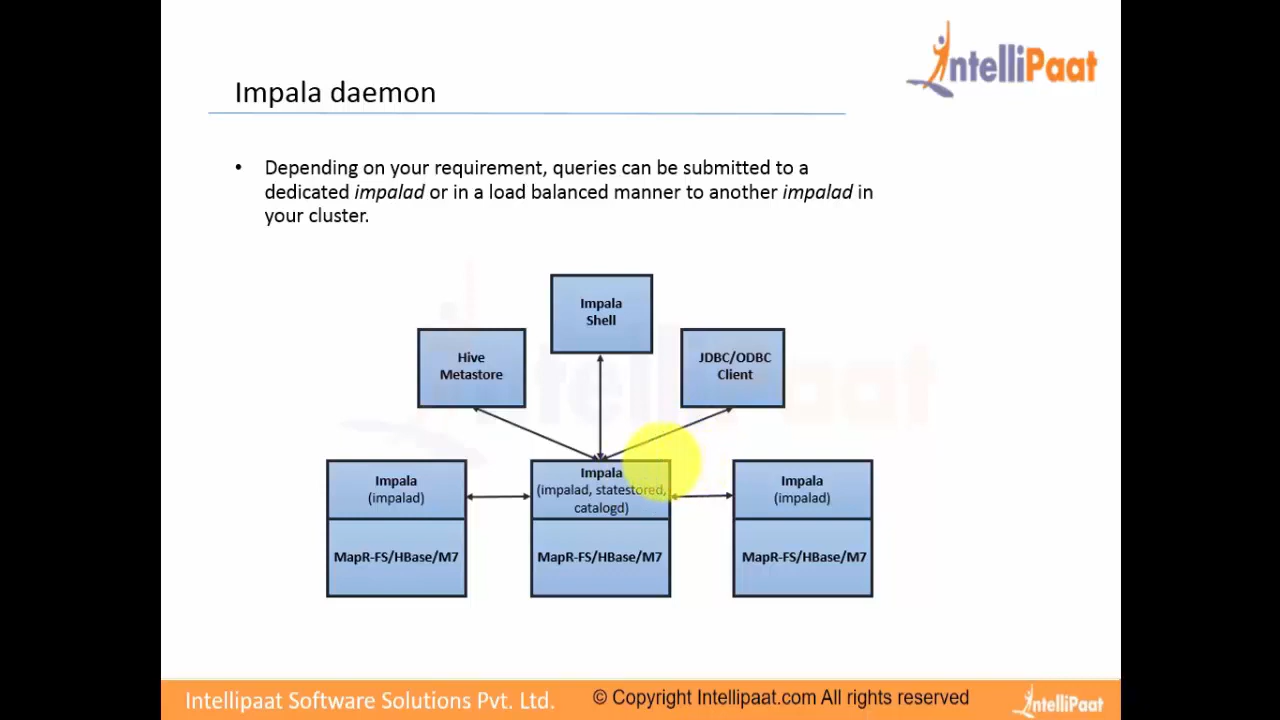 IntelliPaat
Impala daemon
• Depending on your requirement, queries can be submitted to a
dedicated impalad or in a load balanced manner to another impalad in
your cluster.
Impala
Shell
Hive
Metastore
JDBC/ODBC
Client
Impala
(impalad)
Impala
(impalad, statestored,
catalogd)
Impala
(impalad)
MapR-FS/HBase/M7
MapR-FS/HBase/M7
MapR-FS/HBase/M7
IntelliPaat
Intellipaat Software Solutions Pvt. Ltd.
© Copyright Intellipaat.com All rights reserved
IntelliPaat